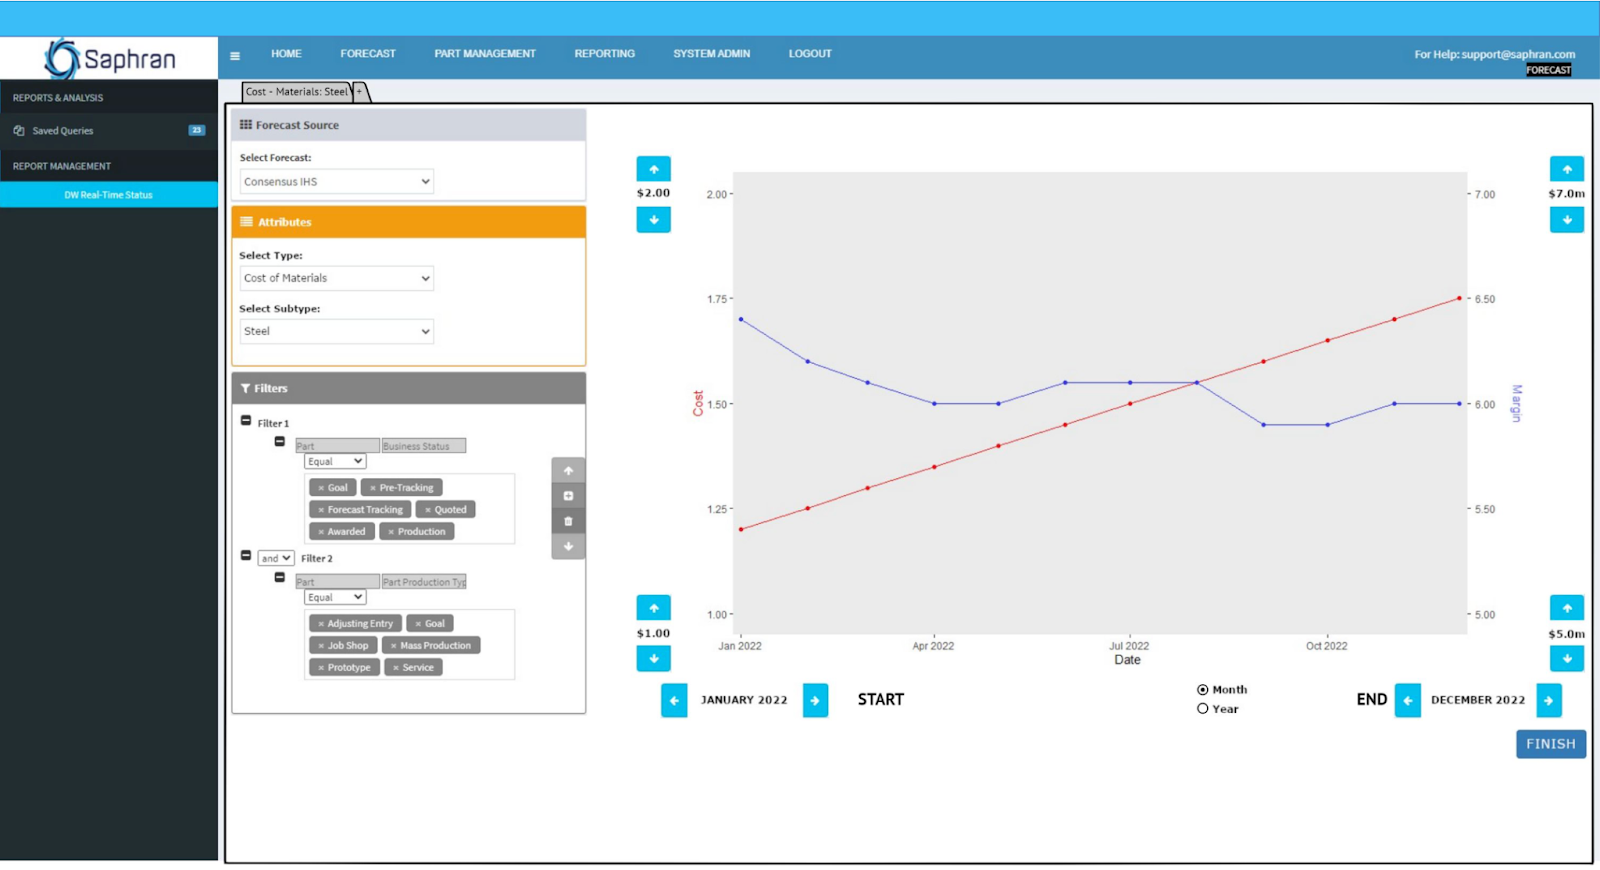 Saphran
HOME FORECAST PART MANAGEMENT REPORTING SYSTEM ADMIN LOGOUT
For Help: support@saphran.com
FORECAST
REPORTS & ANALYSIS
Saved Queries 23
REPORT MANAGEMENT
DW Real-Time Status
Cost - Materials: Steel +
Forecast Source
Select Forecast:
Consensus IHS
Attributes
Select Type:
Cost of Materials
Select Subtype:
Steel
Filters
Filter 1
Part Business Status
Equal
× Goal × Pre-Tracking
× Forecast Tracking × Quoted
× Awarded × Production
and Filter 2
Part Part Production Typ
Equal
× Adjusting Entry × Goal
× Job Shop × Mass Production
× Prototype × Service
$2.00
$1.00
Cost
2.00
1.75
1.50
1.25
1.00
7.00
6.50
6.00
5.50
5.00
Margin
$7.0m
$5.0m
Jan 2022 Apr 2022 Jul 2022 Oct 2022
Date
JANUARY 2022 START
Month
Year
END DECEMBER 2022
FINISH